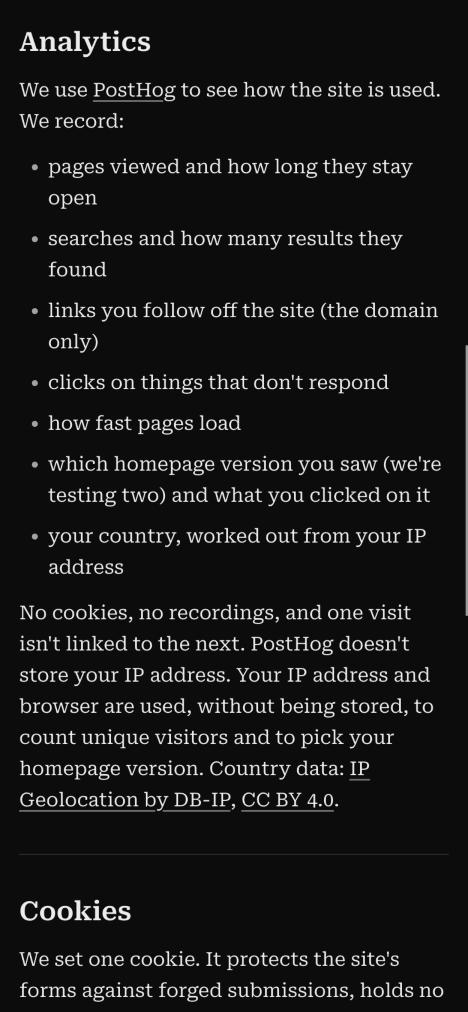 Analytics
We use PostHog to see how the site is used.
We record:
• pages viewed and how long they stay
open
• searches and how many results they
found
• links you follow off the site (the domain
only)
• clicks on things that don't respond
• how fast pages load
• which homepage version you saw (we're
testing two) and what you clicked on it
• your country, worked out from your IP
address
No cookies, no recordings, and one visit
isn't linked to the next. PostHog doesn't
store your IP address. Your IP address and
browser are used, without being stored, to
count unique visitors and to pick your
homepage version. Country data: IP
Geolocation by DB-IP, CC BY 4.0.
Cookies
We set one cookie. It protects the site's
forms against forged submissions, holds no